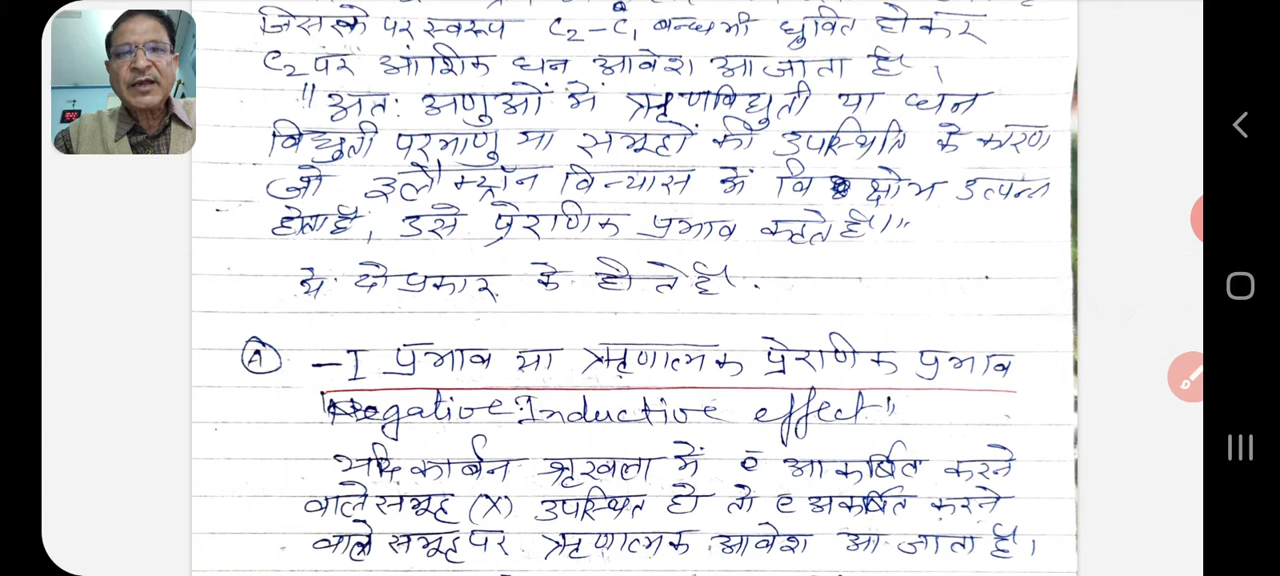 जिसके परस्वरूप C₂-C₁ बन्ध भी ध्रुवित होकर
C₂ पर आंशिक धन आवेश आ जाता है।
"अतः अणुओं में ऋणविद्युती या धन
विद्युती परमाणु या समूहों की उपस्थिति के कारण
जो इलैक्ट्रॉन विन्यास में विक्षोभ उत्पन्न
होता है, उसे प्रेरणिक प्रभाव कहते है।"
ये दो प्रकार के होते है.
(A) -I प्रभाव या ऋणात्मक प्रेरणिक प्रभाव
"Negative Inductive effect"
यदि कार्बन श्रृखला में ē आकर्षित करने
वाले समूह (X) उपस्थित हो तो e अकर्षित करने
वाले समूह पर ऋणात्मक आवेश आ जाता है।